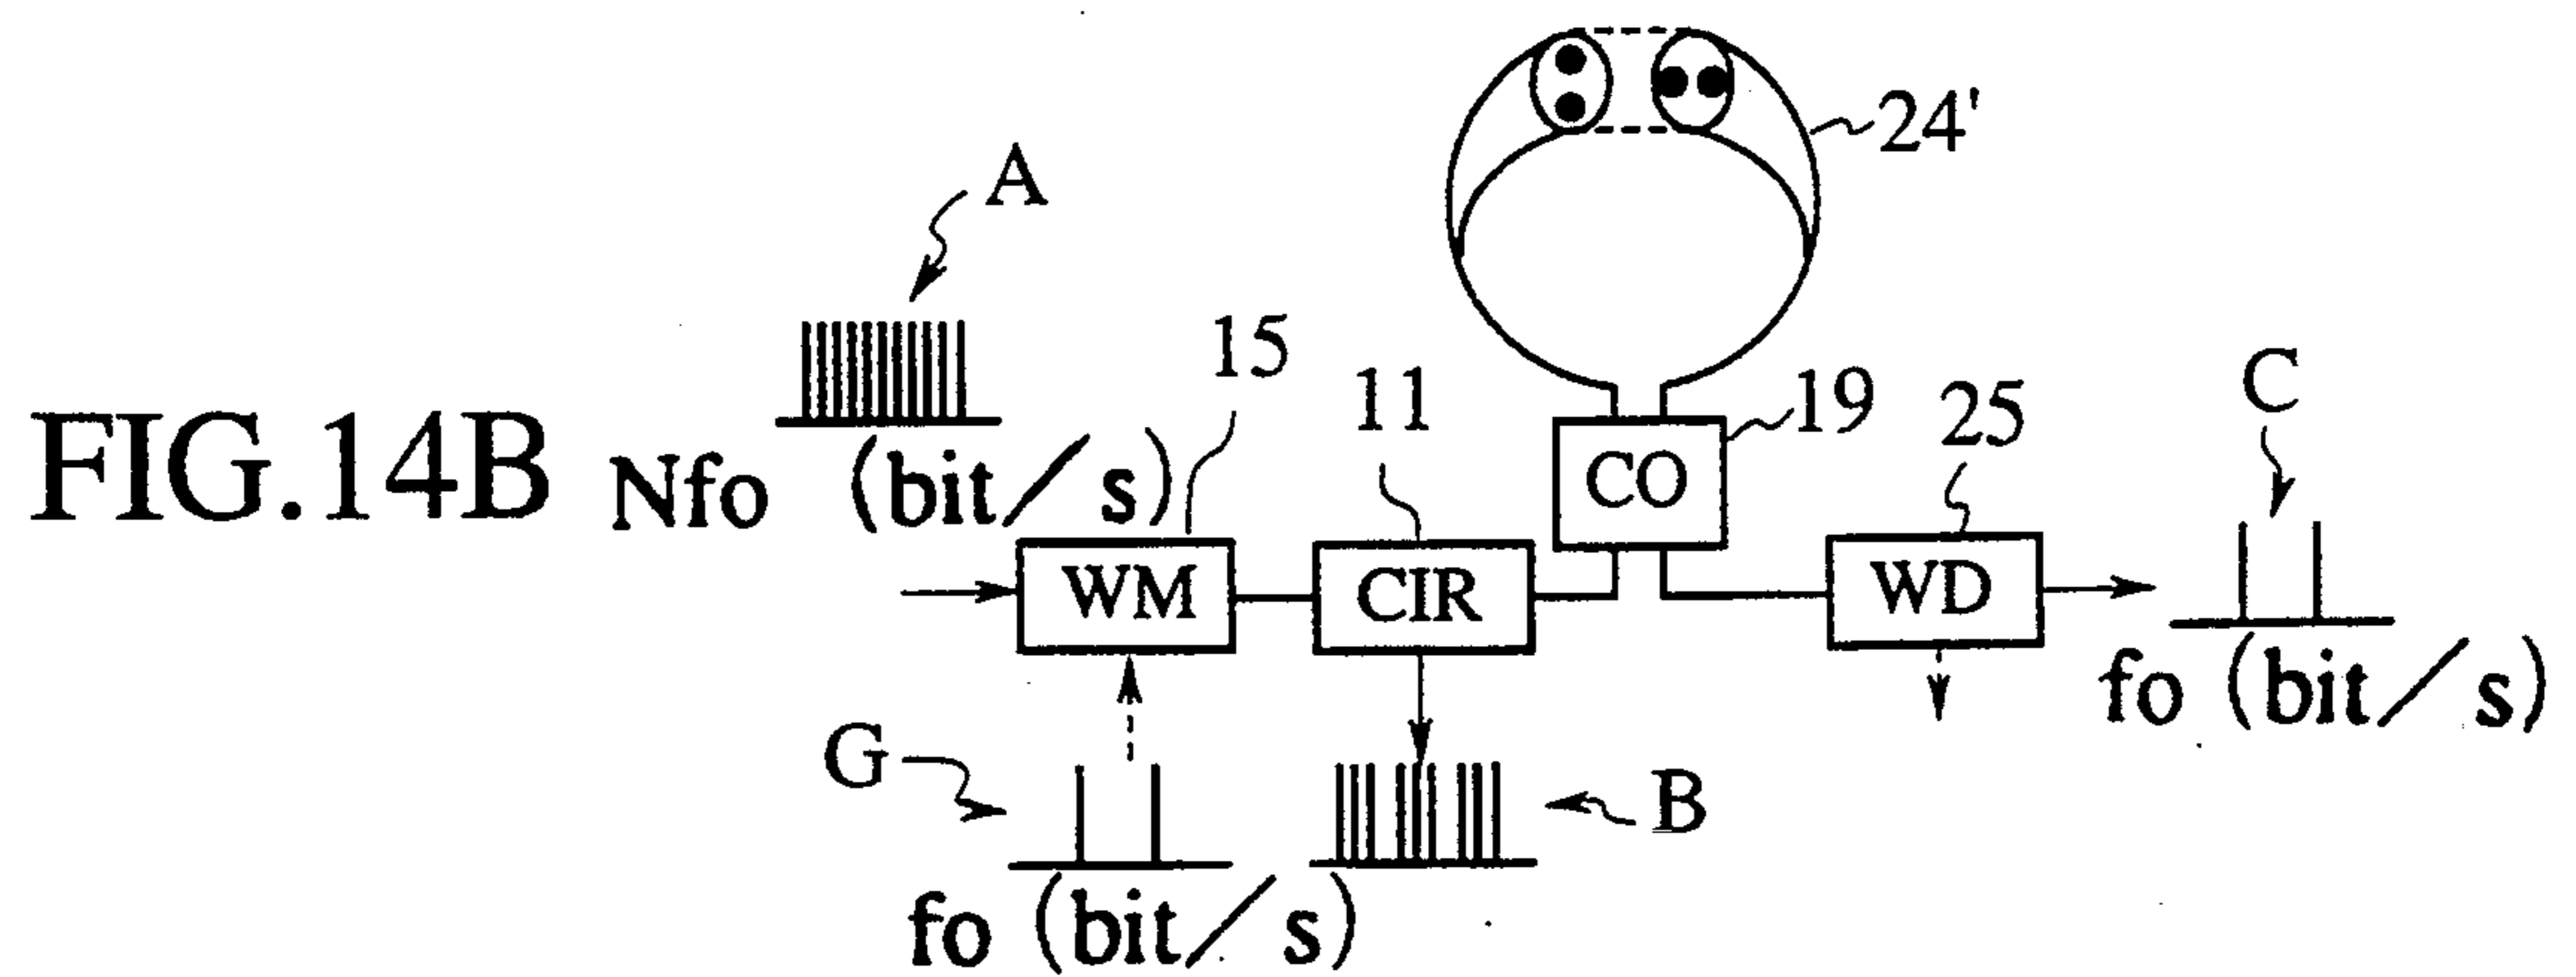 24'
A
15
11
19
25
C
FIG.14B
Nfo (bit/s)
CO
WM
CIR
WD
fo (bit/s)
G
B
fo (bit/s)